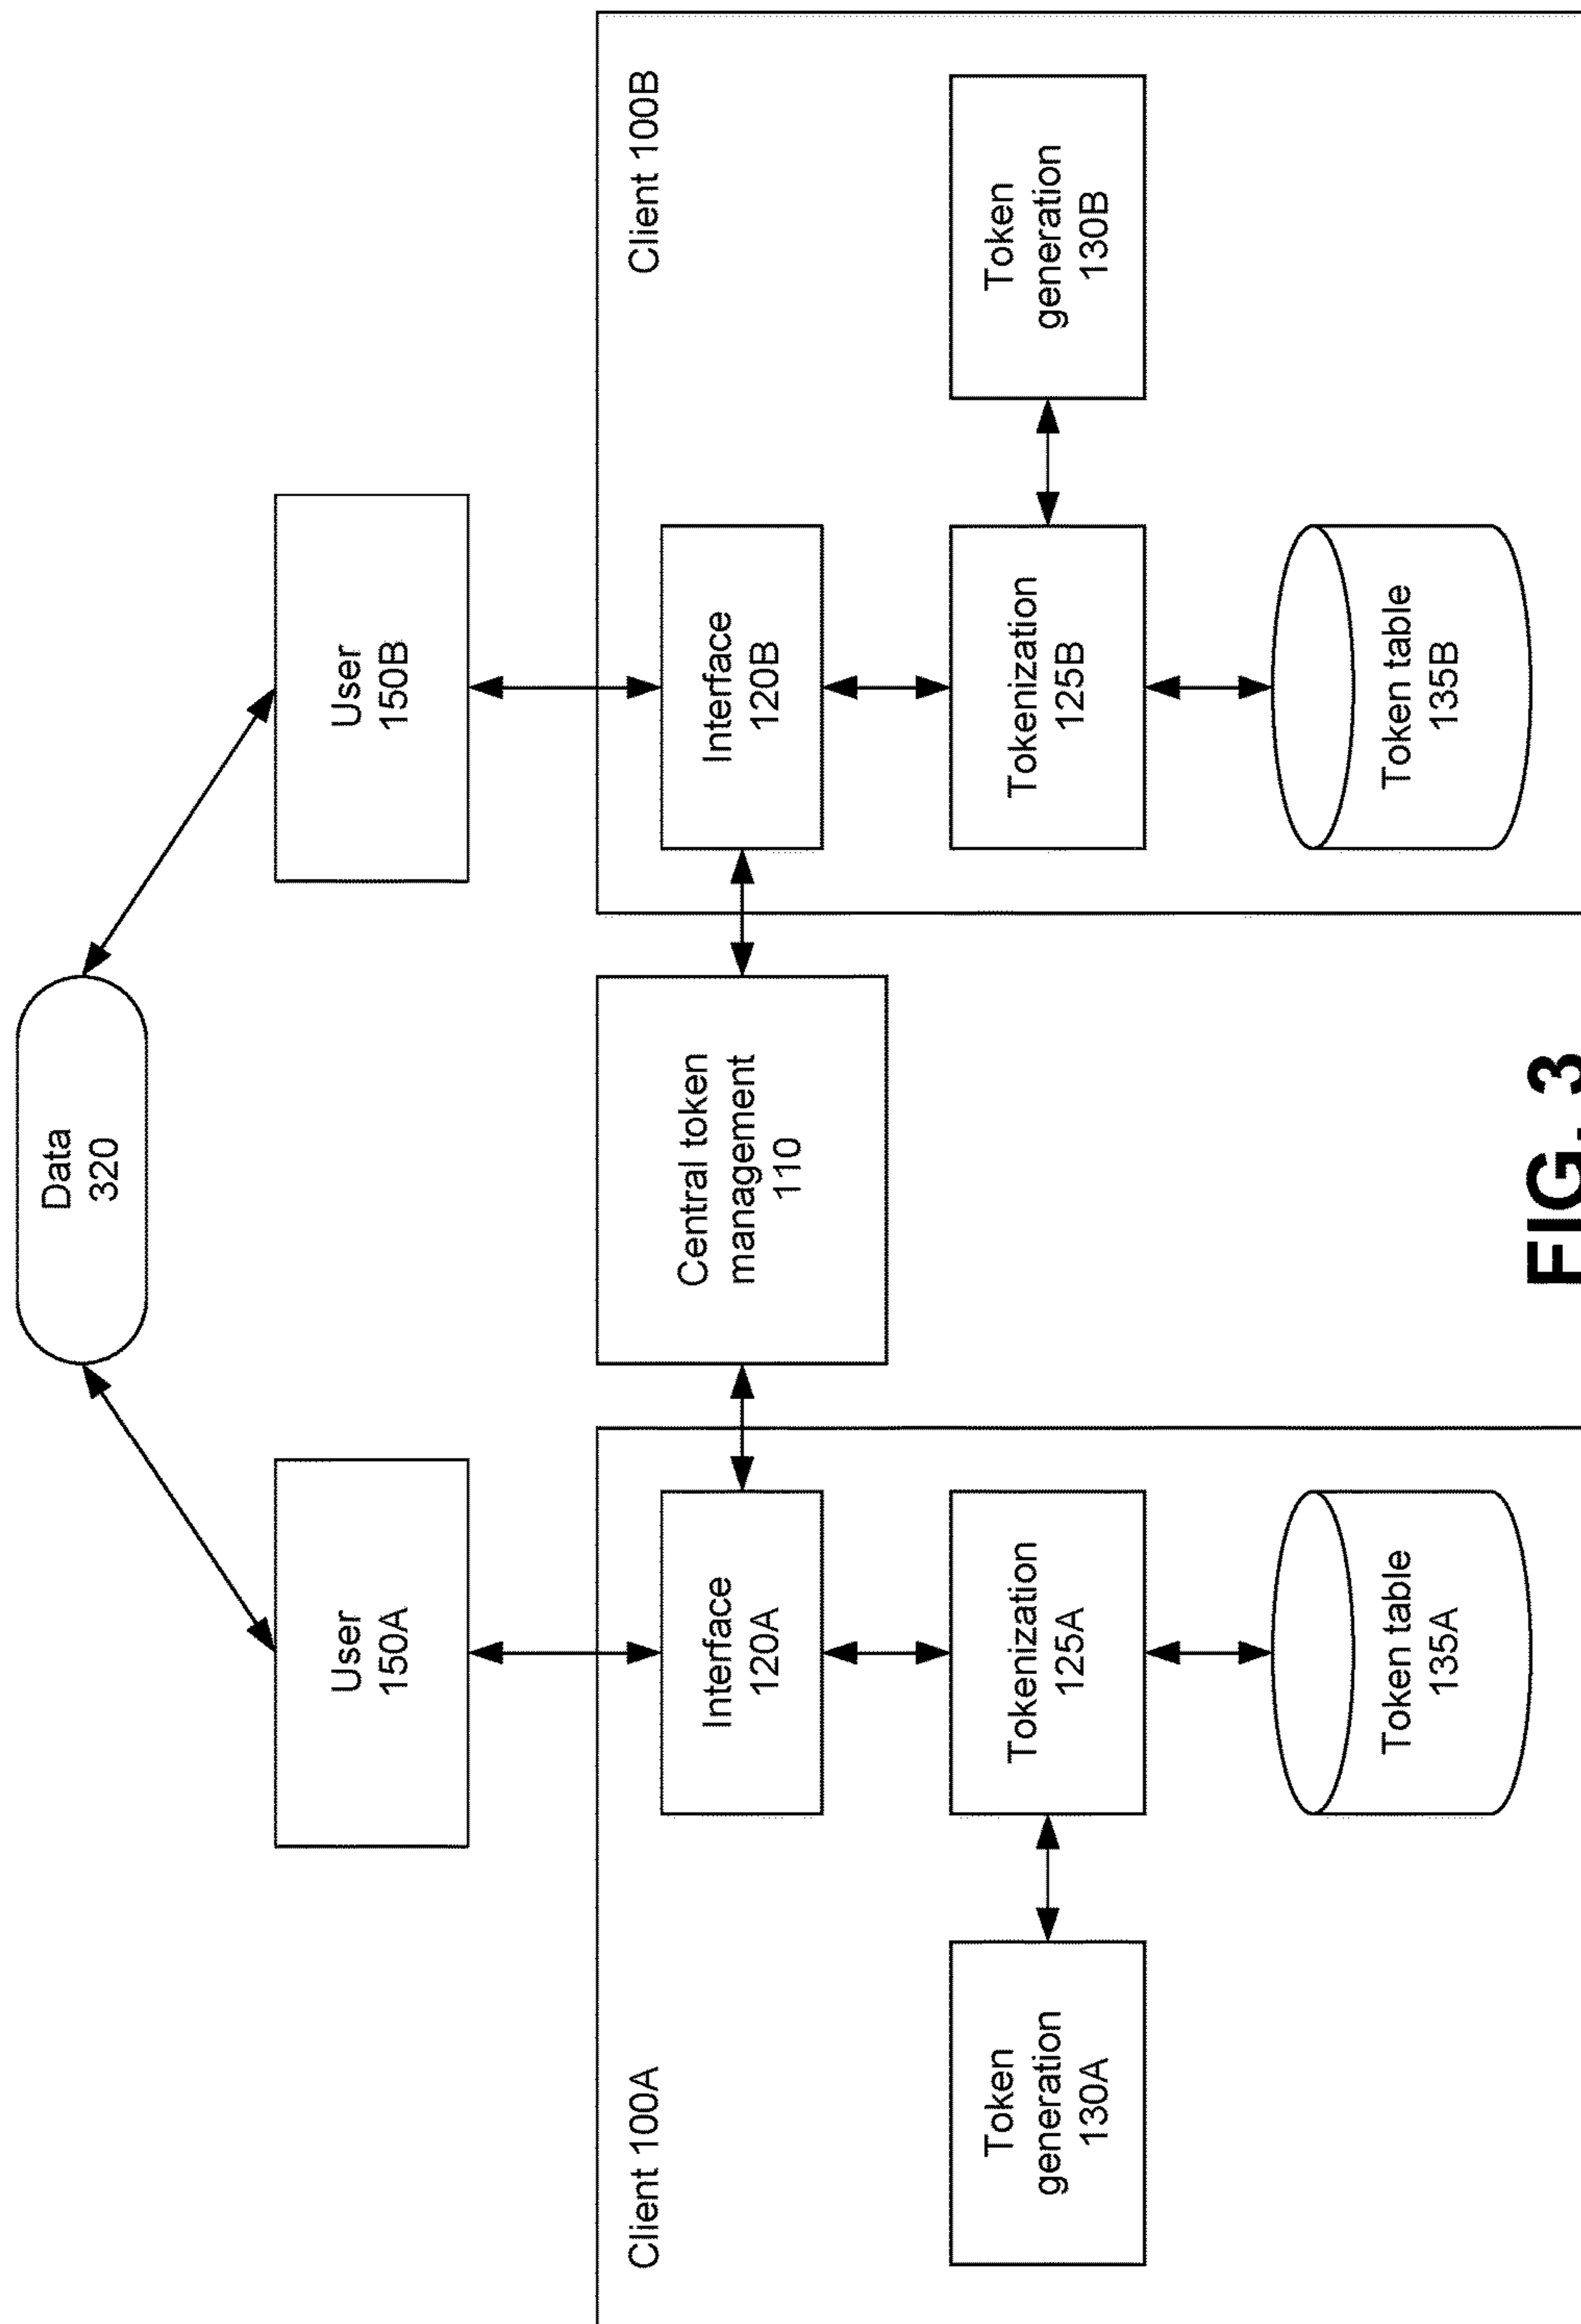 Data
320
User
150A
User
150B
Client 100A
Client 100B
Interface
120A
Central token
management
110
Interface
120B
Token
generation
130A
Tokenization
125A
Tokenization
125B
Token
generation
130B
Token table
135A
Token table
135B
FIG. 3